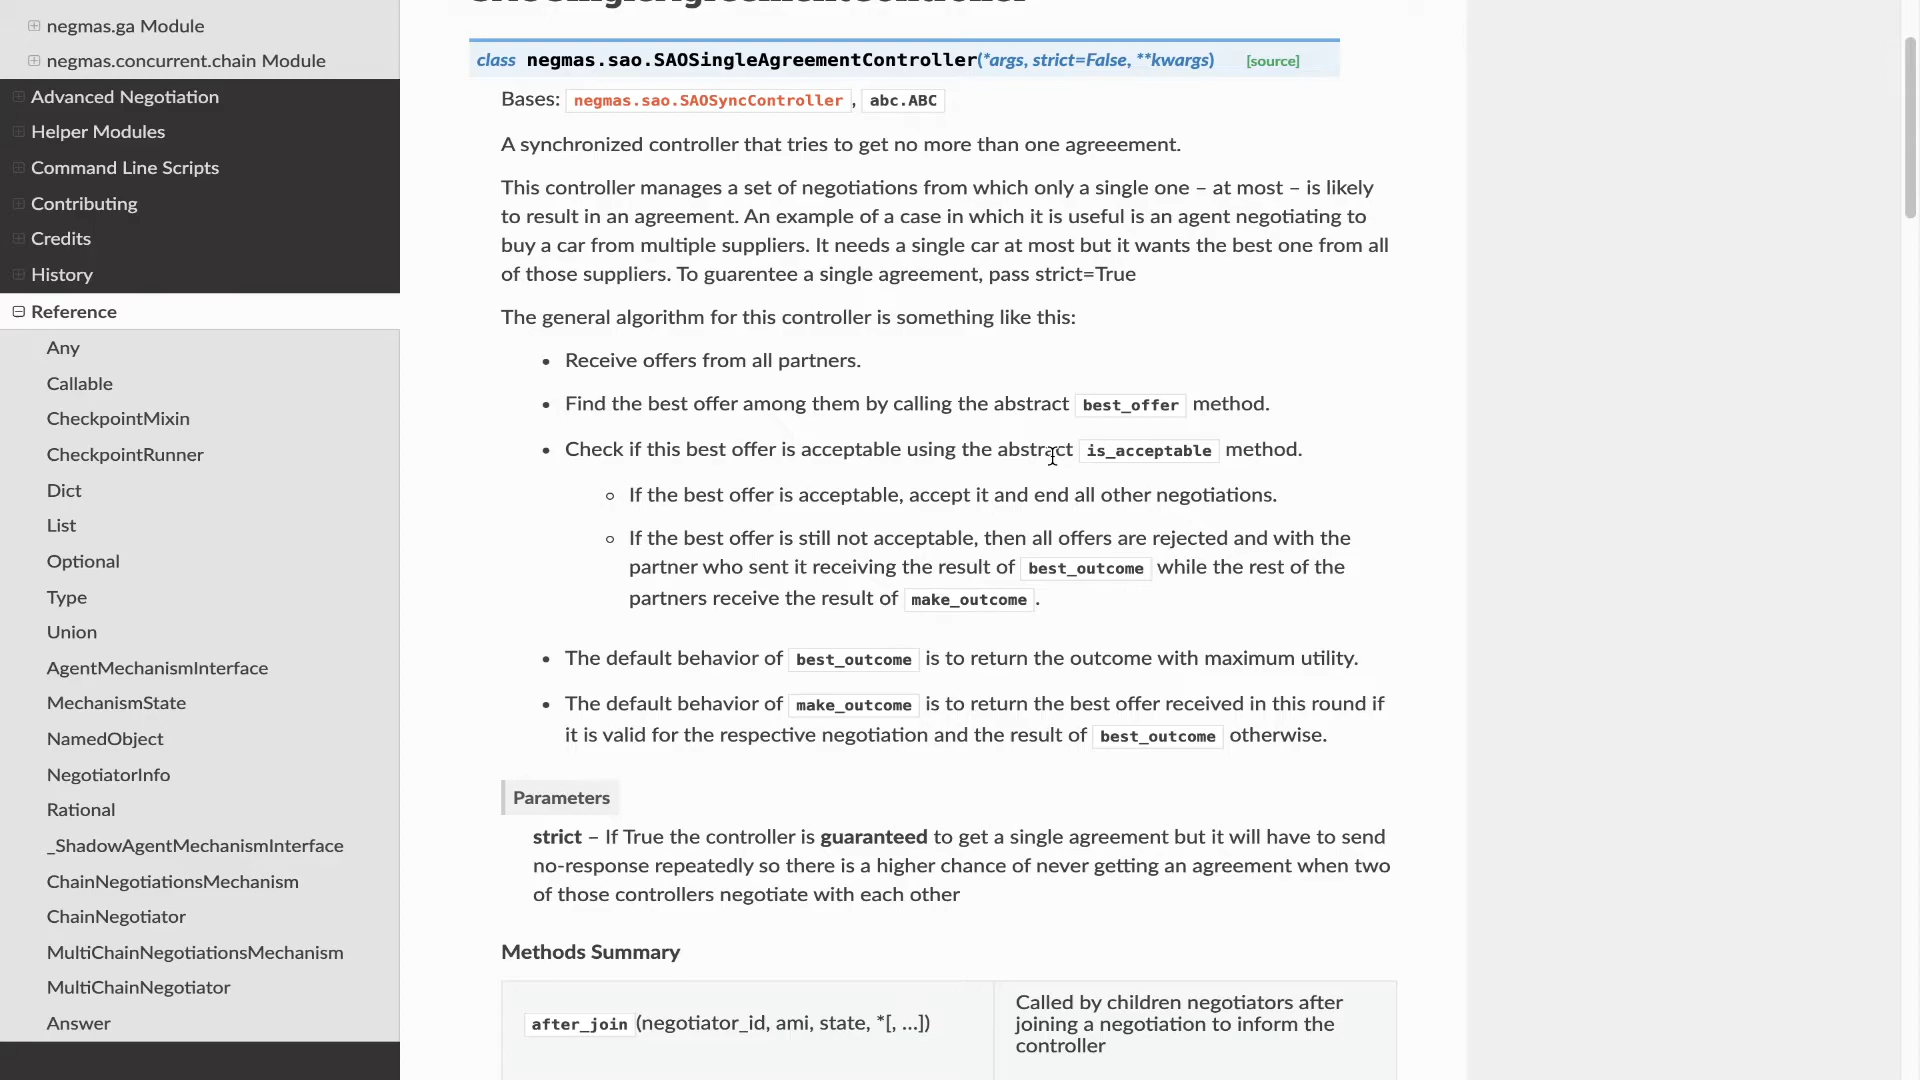 SAOSingleAgreementController
negmas.ga Module
negmas.concurrent.chain Module
Advanced Negotiation
Helper Modules
Command Line Scripts
Contributing
Credits
History
Reference
Any
Callable
CheckpointMixin
CheckpointRunner
Dict
List
Optional
Type
Union
AgentMechanismInterface
MechanismState
NamedObject
NegotiatorInfo
Rational
_ShadowAgentMechanismInterface
ChainNegotiationsMechanism
ChainNegotiator
MultiChainNegotiationsMechanism
MultiChainNegotiator
Answer
class negmas.sao.SAOSingleAgreementController(*args, strict=False, **kwargs) [source]
Bases: negmas.sao.SAOSyncController , abc.ABC
A synchronized controller that tries to get no more than one agreeement.
This controller manages a set of negotiations from which only a single one – at most – is likely
to result in an agreement. An example of a case in which it is useful is an agent negotiating to
buy a car from multiple suppliers. It needs a single car at most but it wants the best one from all
of those suppliers. To guarentee a single agreement, pass strict=True
The general algorithm for this controller is something like this:
• Receive offers from all partners.
• Find the best offer among them by calling the abstract best_offer method.
• Check if this best offer is acceptable using the abstract is_acceptable method.
◦ If the best offer is acceptable, accept it and end all other negotiations.
◦ If the best offer is still not acceptable, then all offers are rejected and with the
partner who sent it receiving the result of best_outcome while the rest of the
partners receive the result of make_outcome .
• The default behavior of best_outcome is to return the outcome with maximum utility.
• The default behavior of make_outcome is to return the best offer received in this round if
it is valid for the respective negotiation and the result of best_outcome otherwise.
Parameters
strict – If True the controller is guaranteed to get a single agreement but it will have to send
no-response repeatedly so there is a higher chance of never getting an agreement when two
of those controllers negotiate with each other
Methods Summary
after_join (negotiator_id, ami, state, *[, ...])
Called by children negotiators after
joining a negotiation to inform the
controller